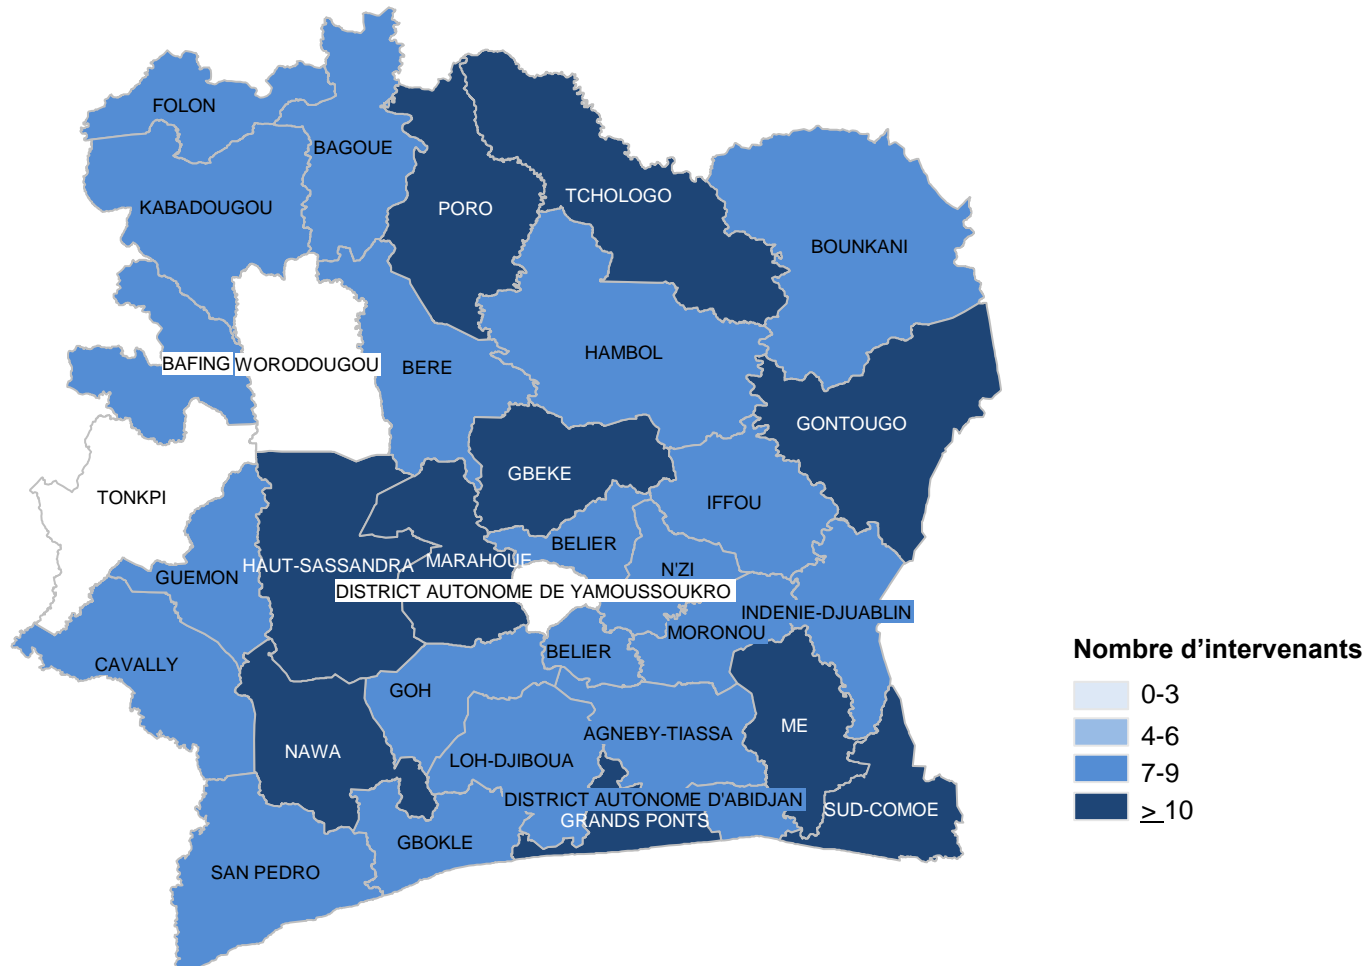 FOLON
BAGOUE
KABADOUGOU
PORO
TCHOLOGO
BOUNKANI
BAFING
WORODOUGOU
BERE
HAMBOL
GONTOUGO
TONKPI
GBEKE
IFFOU
GUEMON
HAUT-SASSANDRA
MARAHOUE
BELIER
N'ZI
DISTRICT AUTONOME DE YAMOUSSOUKRO
INDENIE-DJUABLIN
MORONOU
CAVALLY
GOH
BELIER
NAWA
LOH-DJIBOUA
AGNEBY-TIASSA
ME
DISTRICT AUTONOME D'ABIDJAN
GRANDS PONTS
SUD-COMOE
GBOKLE
SAN PEDRO
Nombre d’intervenants
0-3
4-6
7-9
≥ 10